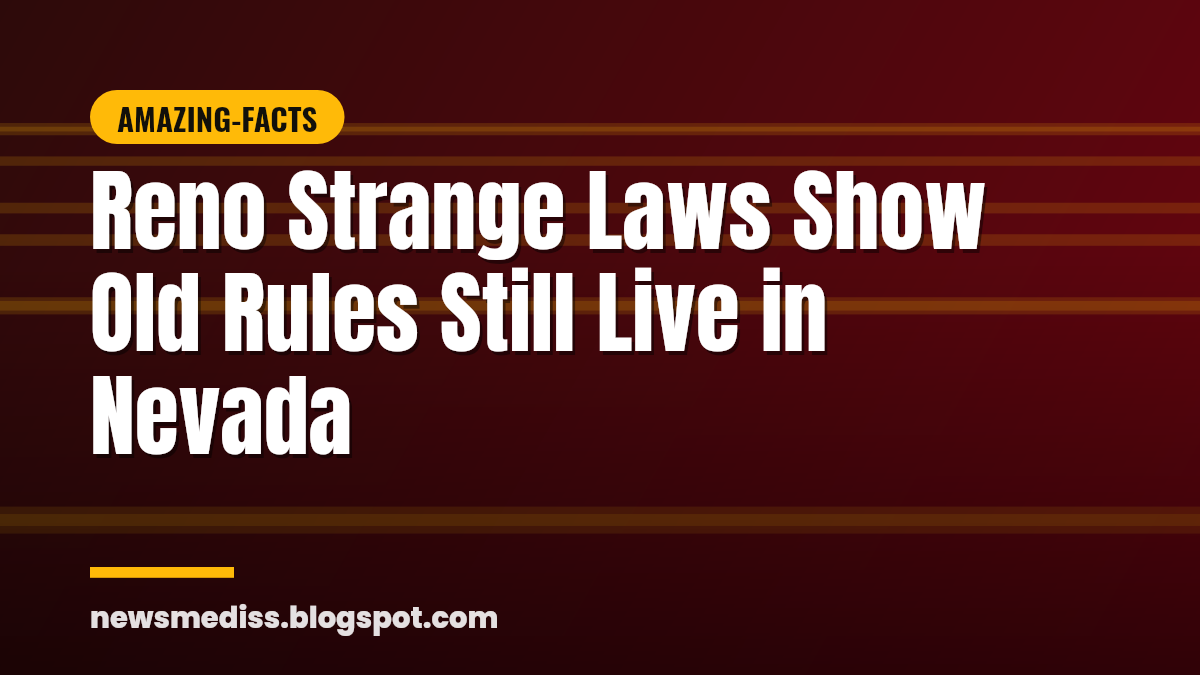 AMAZING-FACTS
Reno Strange Laws Show
Old Rules Still Live in
Nevada
newsmediss.blogspot.com